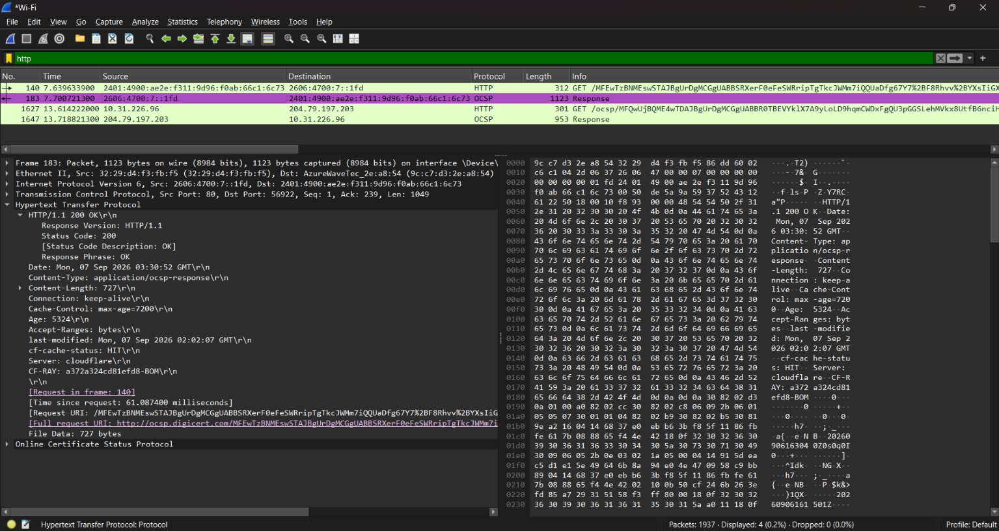 *Wi-Fi
File Edit View Go Capture Analyze Statistics Telephony Wireless Tools Help
http
No. Time Source Destination Protocol Length Info
140 7.639633900 2401:4900:ae2e:f311:9d96:f0ab:66c1:6c73 2606:4700:7::1fd HTTP 312 GET /MFEwTzBNMEswSTAJBgUrDgMCGgUABBSRXerF0eFeSWRripTgTkcJWMm7iQQUaDfg67Y7%2BF8Rhvv%2BYXsIiGX
183 7.700721300 2606:4700:7::1fd 2401:4900:ae2e:f311:9d96:f0ab:66c1:6c73 OCSP 1123 Response
1627 13.614222000 10.31.226.96 204.79.197.203 HTTP 301 GET /ocsp/MFQwUjBQME4wTDAJBgUrDgMCGgUABBR0TBEVYklX7A9yLoLD9hqmCWDxFgQU3pGGSLehMVkx8UtfB6nciH
1647 13.718821300 204.79.197.203 10.31.226.96 OCSP 953 Response
Frame 183: Packet, 1123 bytes on wire (8984 bits), 1123 bytes captured (8984 bits) on interface \Device\
Ethernet II, Src: 32:29:d4:f3:fb:f5 (32:29:d4:f3:fb:f5), Dst: AzureWaveTec_2e:a8:54 (9c:c7:d3:2e:a8:54)
Internet Protocol Version 6, Src: 2606:4700:7::1fd, Dst: 2401:4900:ae2e:f311:9d96:f0ab:66c1:6c73
Transmission Control Protocol, Src Port: 80, Dst Port: 56922, Seq: 1, Ack: 239, Len: 1049
Hypertext Transfer Protocol
HTTP/1.1 200 OK\r\n
Response Version: HTTP/1.1
Status Code: 200
[Status Code Description: OK]
Response Phrase: OK
Date: Mon, 07 Sep 2026 03:30:52 GMT\r\n
Content-Type: application/ocsp-response\r\n
Content-Length: 727\r\n
Connection: keep-alive\r\n
Cache-Control: max-age=7200\r\n
Age: 5324\r\n
Accept-Ranges: bytes\r\n
last-modified: Mon, 07 Sep 2026 02:02:07 GMT\r\n
cf-cache-status: HIT\r\n
Server: cloudflare\r\n
CF-RAY: a372a324cd81efd8-BOM\r\n
\r\n
[Request in frame: 140]
[Time since request: 61.087400 milliseconds]
[Request URI: /MFEwTzBNMEswSTAJBgUrDgMCGgUABBSRXerF0eFeSWRripTgTkcJWMm7iQQUaDfg67Y7%2BF8Rhvv%2BYXsIiG
[Full request URI: http://ocsp.digicert.com/MFEwTzBNMEswSTAJBgUrDgMCGgUABBSRXerF0eFeSWRripTgTkcJWMm7i
File Data: 727 bytes
Online Certificate Status Protocol
0000 9c c7 d3 2e a8 54 32 29 d4 f3 fb f5 86 dd 60 02 ···.·T2) ······`·
0010 c6 c1 04 2d 06 37 26 06 47 00 00 07 00 00 00 00 ···-·7&· G·······
0020 00 00 00 00 01 fd 24 01 49 00 ae 2e f3 11 9d 96 ······$· I··.····
0030 f0 ab 66 c1 6c 73 00 50 de 5a 9a 59 37 52 43 12 ··f·ls·P ·Z·Y7RC·
0040 61 22 50 18 00 10 f8 93 00 00 48 54 54 50 2f 31 a"P····· ··HTTP/1
0050 2e 31 20 32 30 30 20 4f 4b 0d 0a 44 61 74 65 3a .1 200 O K··Date:
0060 20 4d 6f 6e 2c 20 30 37 20 53 65 70 20 32 30 32 Mon, 07 Sep 202
0070 36 20 30 33 3a 33 30 3a 35 32 20 47 4d 54 0d 0a 6 03:30: 52 GMT··
0080 43 6f 6e 74 65 6e 74 2d 54 79 70 65 3a 20 61 70 Content- Type: ap
0090 70 6c 69 63 61 74 69 6f 6e 2f 6f 63 73 70 2d 72 plicatio n/ocsp-r
00a0 65 73 70 6f 6e 73 65 0d 0a 43 6f 6e 74 65 6e 74 esponse· ·Content
00b0 2d 4c 65 6e 67 74 68 3a 20 37 32 37 0d 0a 43 6f -Length: 727··Co
00c0 6e 6e 65 63 74 69 6f 6e 3a 20 6b 65 65 70 2d 61 nnection : keep-a
00d0 6c 69 76 65 0d 0a 43 61 63 68 65 2d 43 6f 6e 74 live··Ca che-Cont
00e0 72 6f 6c 3a 20 6d 61 78 2d 61 67 65 3d 37 32 30 rol: max -age=720
00f0 30 0d 0a 41 67 65 3a 20 35 33 32 34 0d 0a 41 63 0··Age: 5324··Ac
0100 63 65 70 74 2d 52 61 6e 67 65 73 3a 20 62 79 74 cept-Ran ges: byt
0110 65 73 0d 0a 6c 61 73 74 2d 6d 6f 64 69 66 69 65 es··last -modifie
0120 64 3a 20 4d 6f 6e 2c 20 30 37 20 53 65 70 20 32 d: Mon, 07 Sep 2
0130 30 32 36 20 30 32 3a 30 32 3a 30 37 20 47 4d 54 026 02:0 2:07 GMT
0140 0d 0a 63 66 2d 63 61 63 68 65 2d 73 74 61 74 75 ··cf-cac he-statu
0150 73 3a 20 48 49 54 0d 0a 53 65 72 76 65 72 3a 20 s: HIT·· Server:
0160 63 6c 6f 75 64 66 6c 61 72 65 0d 0a 43 46 2d 52 cloudfla re··CF-R
0170 41 59 3a 20 61 33 37 32 61 33 32 34 63 64 38 31 AY: a372 a324cd81
0180 65 66 64 38 2d 42 4f 4d 0d 0a 0d 0a 30 82 02 d3 efd8-BOM ····0···
0190 0a 01 00 a0 82 02 cc 30 82 02 c8 06 09 2b 06 01 ·······0 ·····+··
01a0 05 05 07 30 01 01 04 82 02 b9 30 82 02 b5 30 81 ···0···· ··0···0·
01b0 9e a2 16 04 14 68 37 e0 eb b6 3b f8 5f 11 86 fb ·····h7· ··;·_···
01c0 fe 61 7b 08 88 65 f4 4e 42 18 0f 32 30 32 36 30 ·a{··e·N B··20260
01d0 39 30 36 31 36 33 30 34 30 5a 30 73 30 71 30 49 90616304 0Z0s0q0I
01e0 30 09 06 05 2b 0e 03 02 1a 05 00 04 14 91 5d ea 0···+··· ······]·
01f0 c5 d1 e1 5e 49 64 6b 8a 94 e0 4e 47 09 58 c9 bb ···^Idk· ··NG·X··
0200 89 04 14 68 37 e0 eb b6 3b f8 5f 11 86 fb fe 61 ···h7··· ;·_····a
0210 7b 08 88 65 f4 4e 42 02 10 0b 50 cf 24 6b 26 3e {··e·NB· ··P·$k&>
0220 fd 85 a7 29 31 51 58 f3 ff 80 00 18 0f 32 30 32 ···)1QX· ·····202
0230 36 30 39 30 36 31 36 31 35 30 31 5a a0 11 18 0f 60906161 501Z····
Hypertext Transfer Protocol: Protocol
Packets: 1937 · Displayed: 4 (0.2%) · Dropped: 0 (0.0%)
Profile: Default